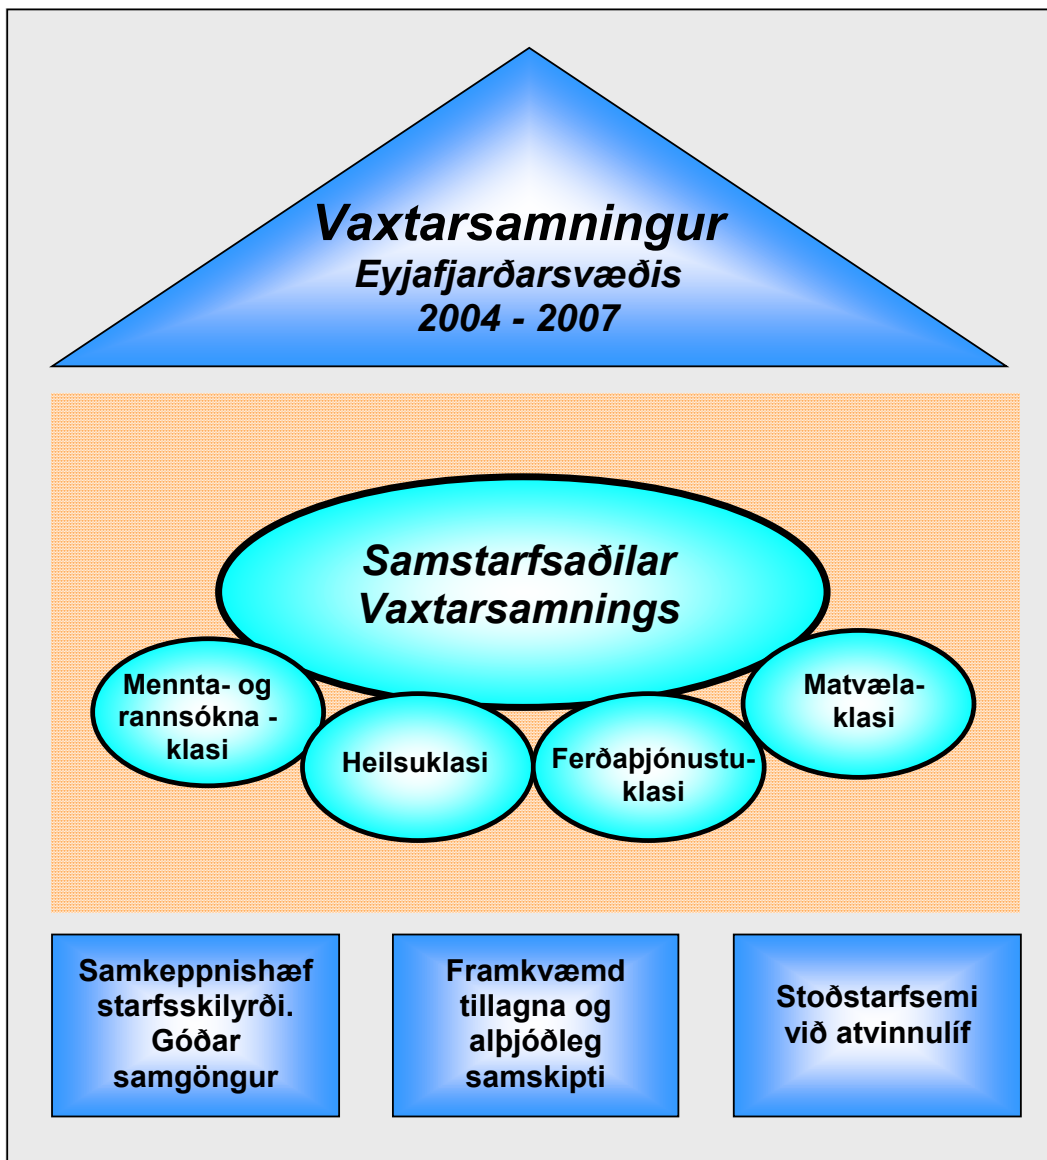 Vaxtarsamningur
Eyjafjarðarsvæðis
2004 - 2007
Samstarfsaðilar
Vaxtarsamnings
Mennta- og
rannsókna -
klasi
Heilsuklasi
Ferðaþjónustu-
klasi
Matvæla-
klasi
Samkeppnishæf
starfsskilyrði.
Góðar
samgöngur
Framkvæmd
tillagna og
alþjóðleg
samskipti
Stoðstarfsemi
við atvinnulíf